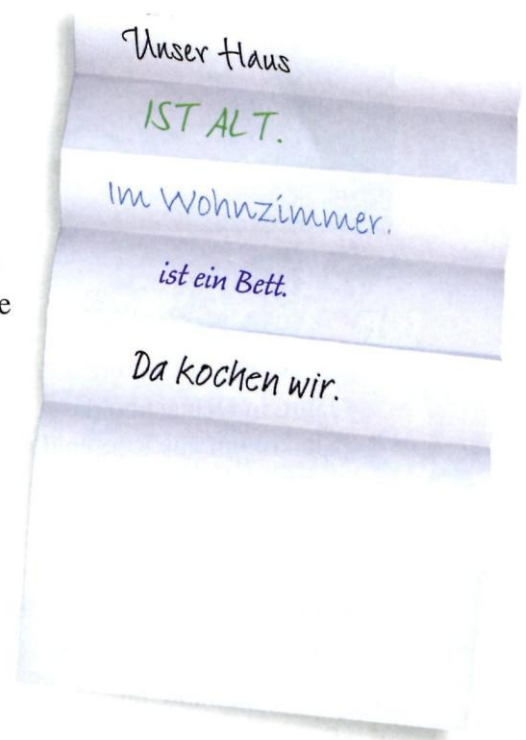 Unser Haus
IST ALT.
Im Wohnzimmer.
ist ein Bett.
e
Da kochen wir.